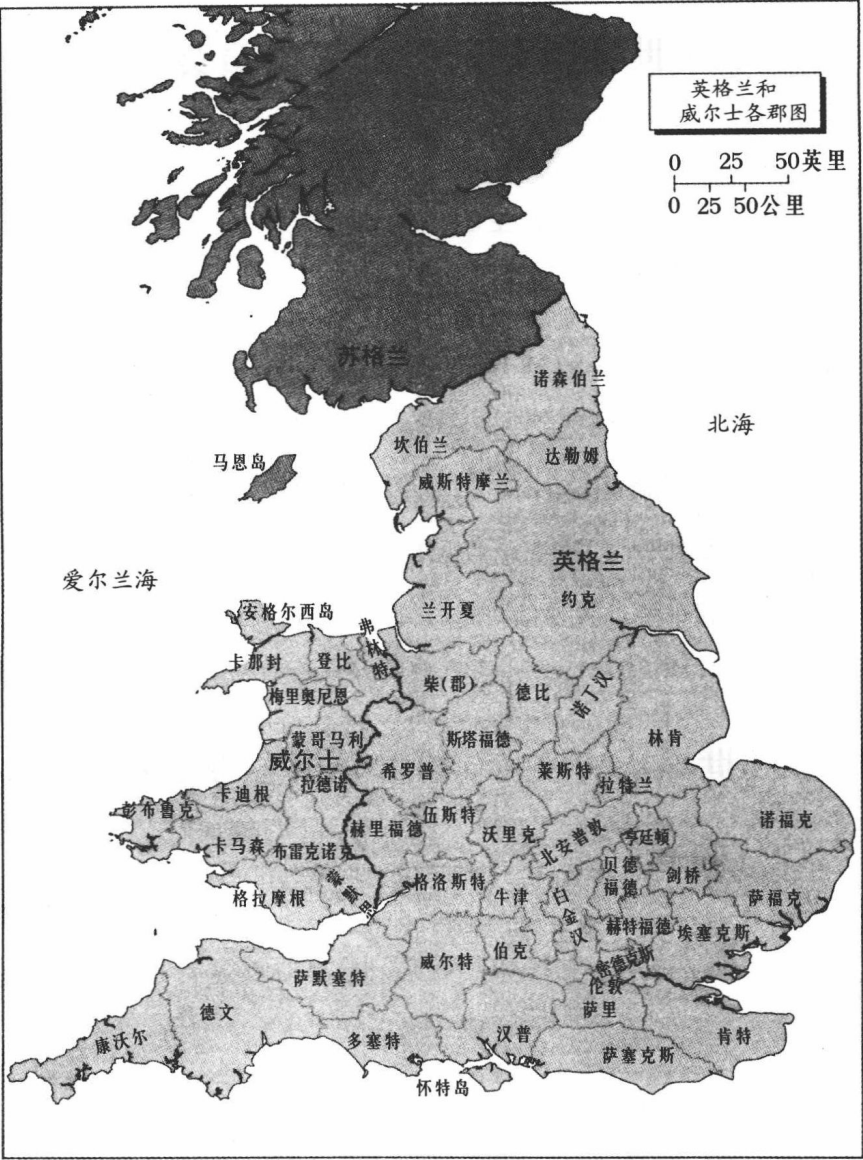 英格兰和
威尔士各郡图
0 25 50英里
0 25 50公里
苏格兰
诺森伯兰
北海
坎伯兰
达勒姆
马恩岛
威斯特摩兰
英格兰
爱尔兰海
约克
兰开夏
安格尔西岛
弗林特
卡那封
登比
柴(郡)
德比
诺丁汉
梅里奥尼恩
林肯
蒙哥马利
斯塔福德
威尔士
希罗普
莱斯特
拉特兰
拉德诺
卡迪根
彭布鲁克
赫里福德
伍斯特
沃里克
北安普敦
亨廷顿
诺福克
卡马森
布雷克诺克
贝德
福德
剑桥
格拉摩根
蒙默思
格洛斯特
牛津
白金汉
萨福克
赫特福德
埃塞克斯
威尔特
伯克
密德克斯
萨默塞特
伦敦
德文
萨里
康沃尔
多塞特
汉普
肯特
萨塞克斯
怀特岛